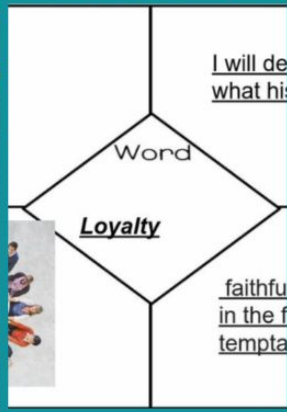 I will de
what his
Word
Loyalty
faithfu
in the f
tempta